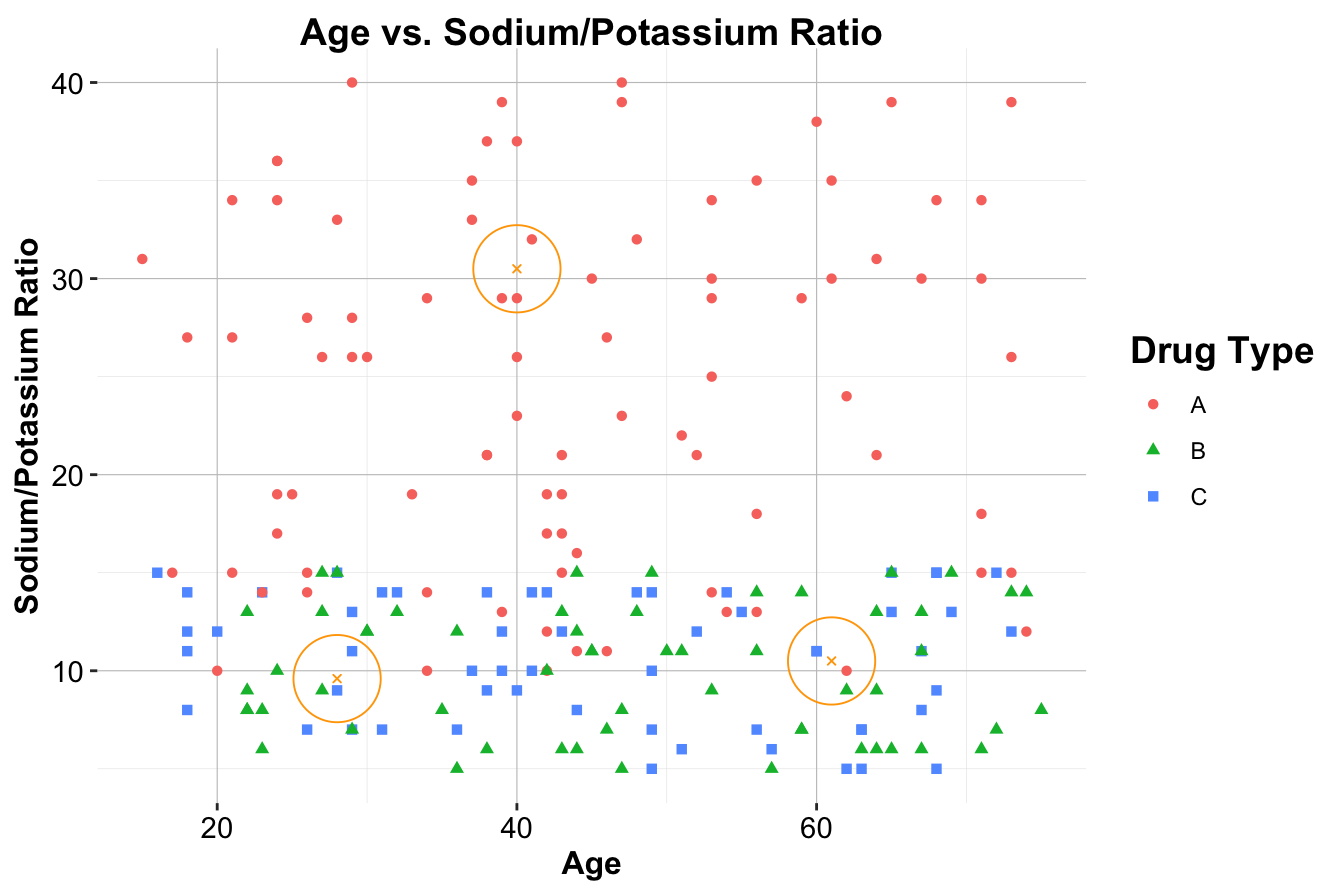 Age vs. Sodium/Potassium Ratio
Sodium/Potassium Ratio
40
30
20
10
20 40 60
Age
Drug Type
A
B
C